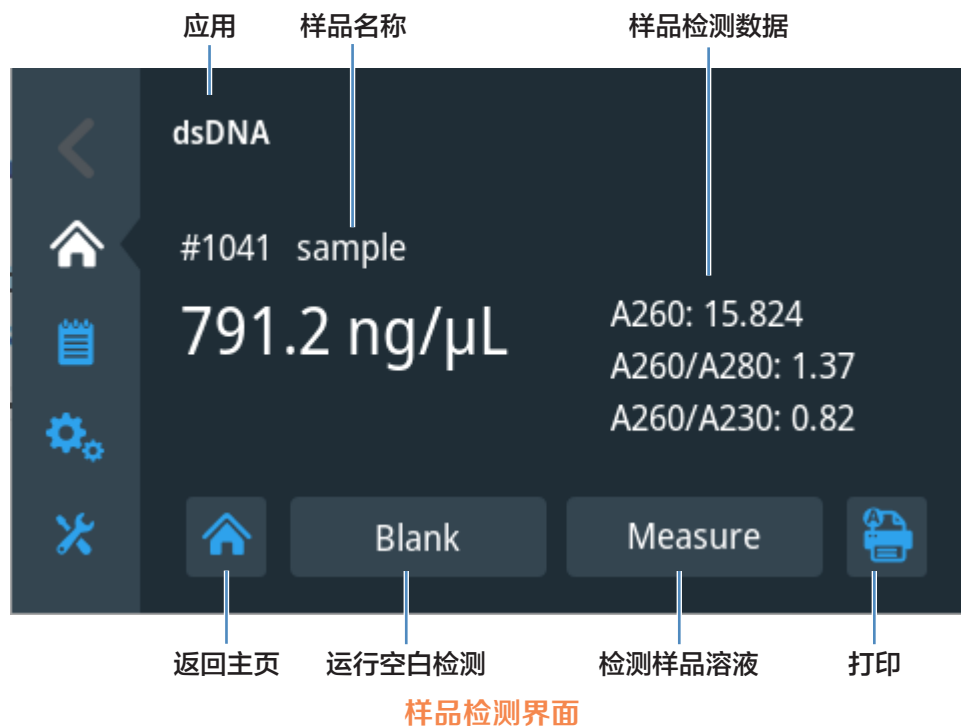 应用 样品名称 样品检测数据
dsDNA
#1041 sample
791.2 ng/µL
A260: 15.824
A260/A280: 1.37
A260/A230: 0.82
Blank Measure A
返回主页 运行空白检测 检测样品溶液 打印
样品检测界面